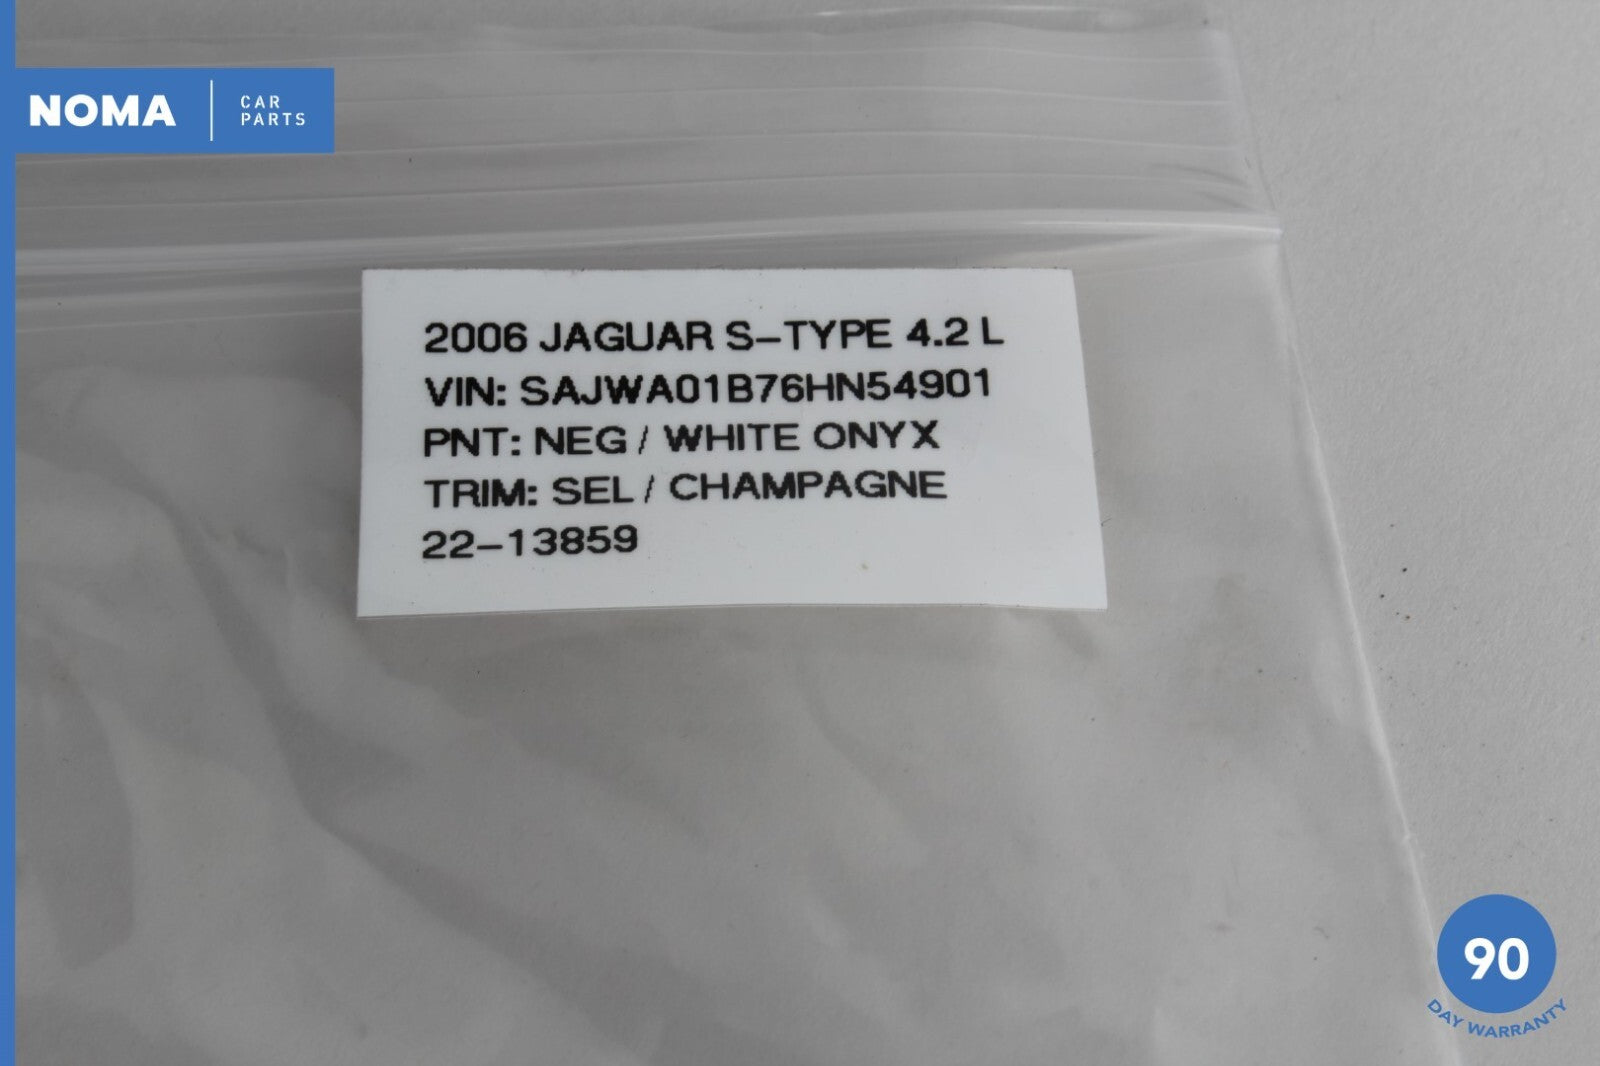 NOMA
CAR
PARTS
2006 JAGUAR S-TYPE 4.2 L
VIN: SAJWA01B76HN54901
PNT: NEG / WHITE ONYX
TRIM: SEL / CHAMPAGNE
22-13859
90
DAY WARRANTY